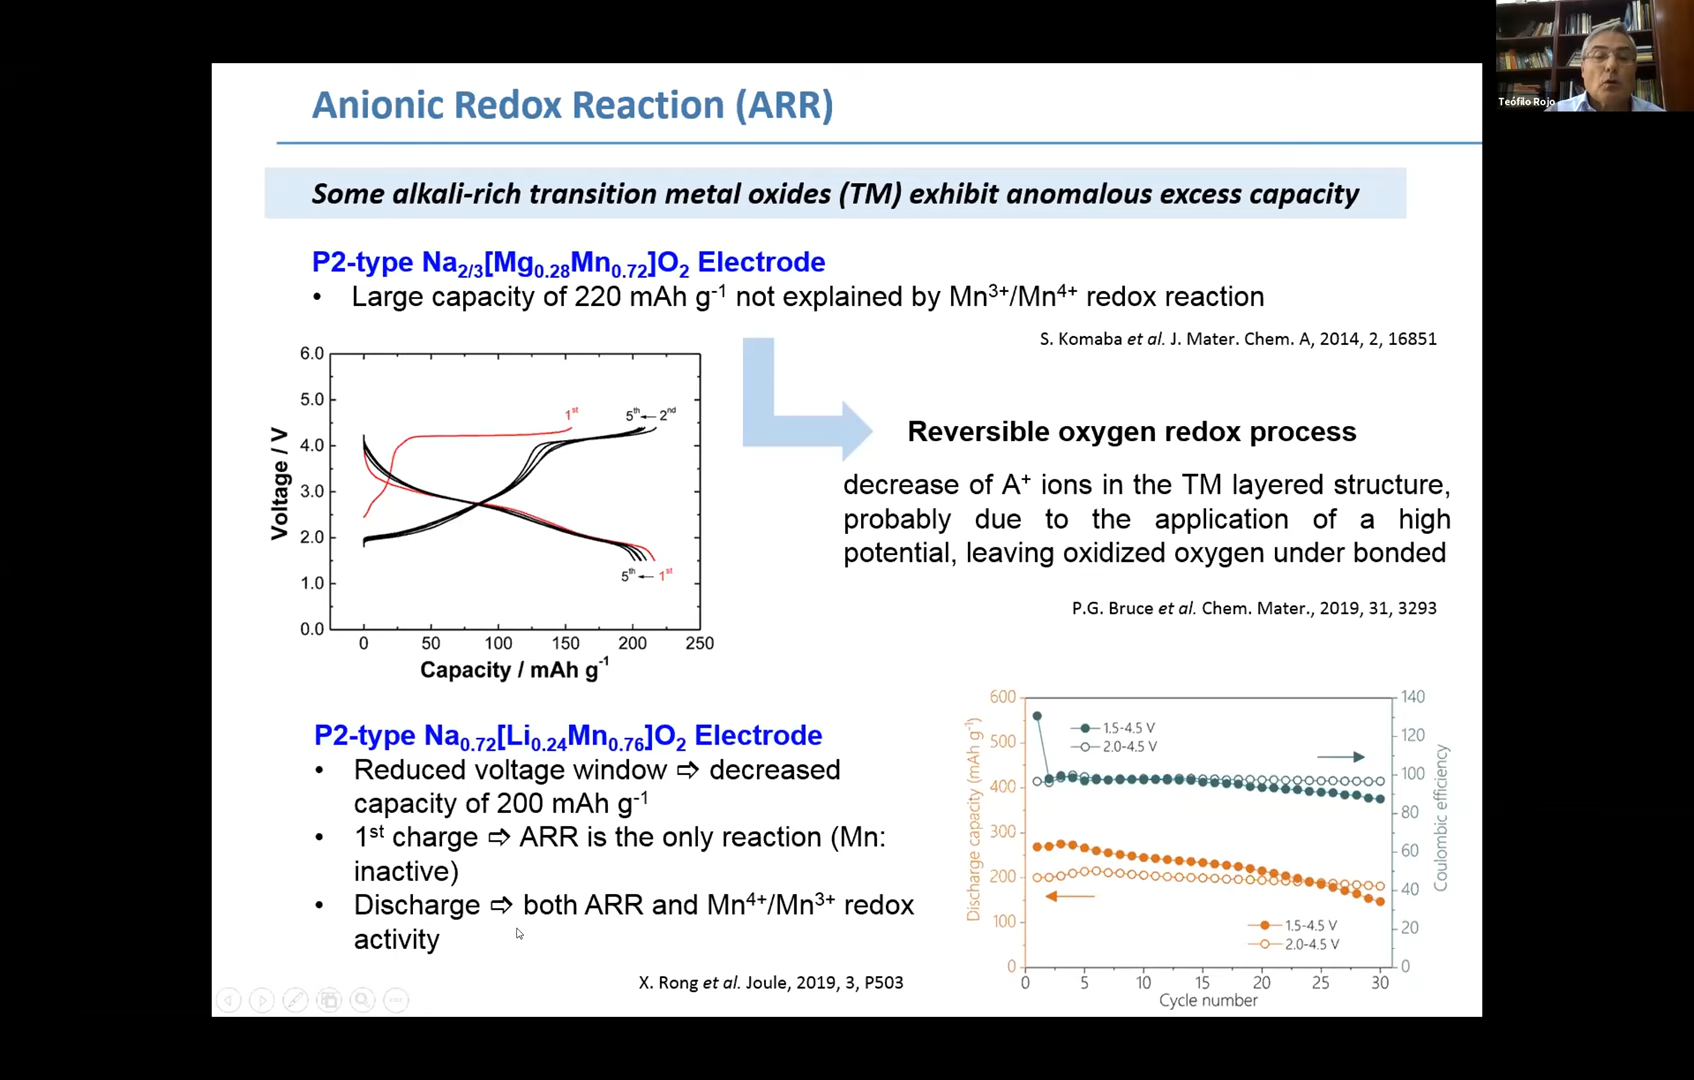 Teófilo Rojo
Anionic Redox Reaction (ARR)
Some alkali-rich transition metal oxides (TM) exhibit anomalous excess capacity
P2-type Na2/3[Mg0.28Mn0.72]O2 Electrode
• Large capacity of 220 mAh g-1 not explained by Mn3+/Mn4+ redox reaction
S. Komaba et al. J. Mater. Chem. A, 2014, 2, 16851
6.0
5.0
4.0
3.0
2.0
1.0
0.0
Voltage / V
1st
5th ← 2nd
5th ← 1st
0 50 100 150 200 250
Capacity / mAh g-1
Reversible oxygen redox process
decrease of A+ ions in the TM layered structure,
probably due to the application of a high
potential, leaving oxidized oxygen under bonded
P.G. Bruce et al. Chem. Mater., 2019, 31, 3293
P2-type Na0.72[Li0.24Mn0.76]O2 Electrode
• Reduced voltage window ⇨ decreased
capacity of 200 mAh g-1
• 1st charge ⇨ ARR is the only reaction (Mn:
inactive)
• Discharge ⇨ both ARR and Mn4+/Mn3+ redox
activity
X. Rong et al. Joule, 2019, 3, P503
600
500
400
300
200
100
0
Discharge capacity (mAh g-1)
1.5-4.5 V
2.0-4.5 V
1.5-4.5 V
2.0-4.5 V
140
120
100
80
60
40
20
0
Coulombic efficiency
0 5 10 15 20 25 30
Cycle number